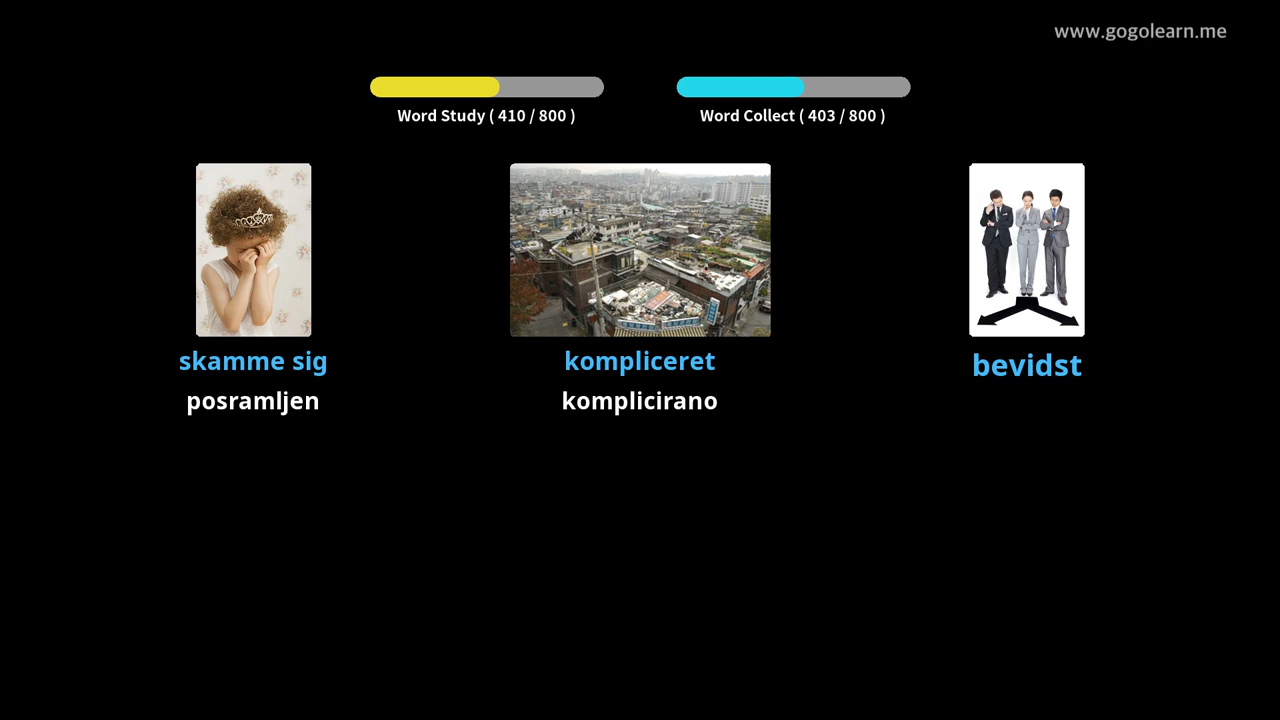 www.gogolearn.me
Word Study ( 410 / 800 )
Word Collect ( 403 / 800 )
skamme sig
kompliceret
bevidst
posramljen
komplicirano